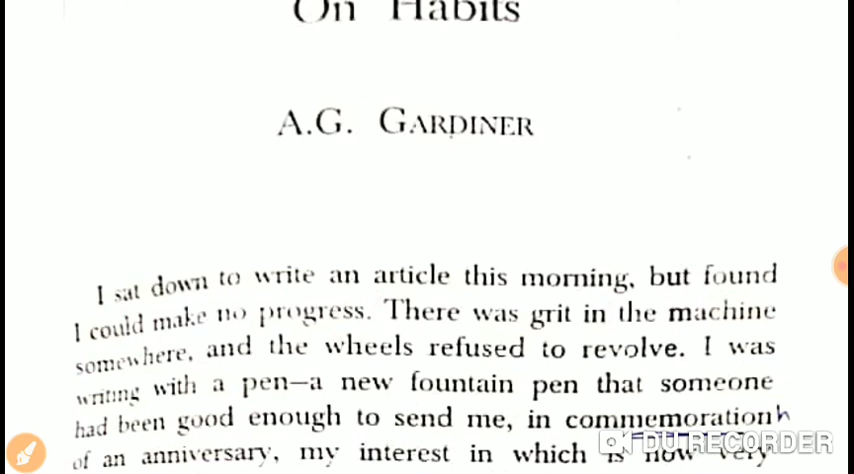 On Habits
A.G. GARDINER
I sat down to write an article this morning, but found
I could make no progress. There was grit in the machine
somewhere, and the wheels refused to revolve. I was
writing with a pen—a new fountain pen that someone
had been good enough to send me, in commemoration
of an anniversary, my interest in which is now very
DU RECORDER